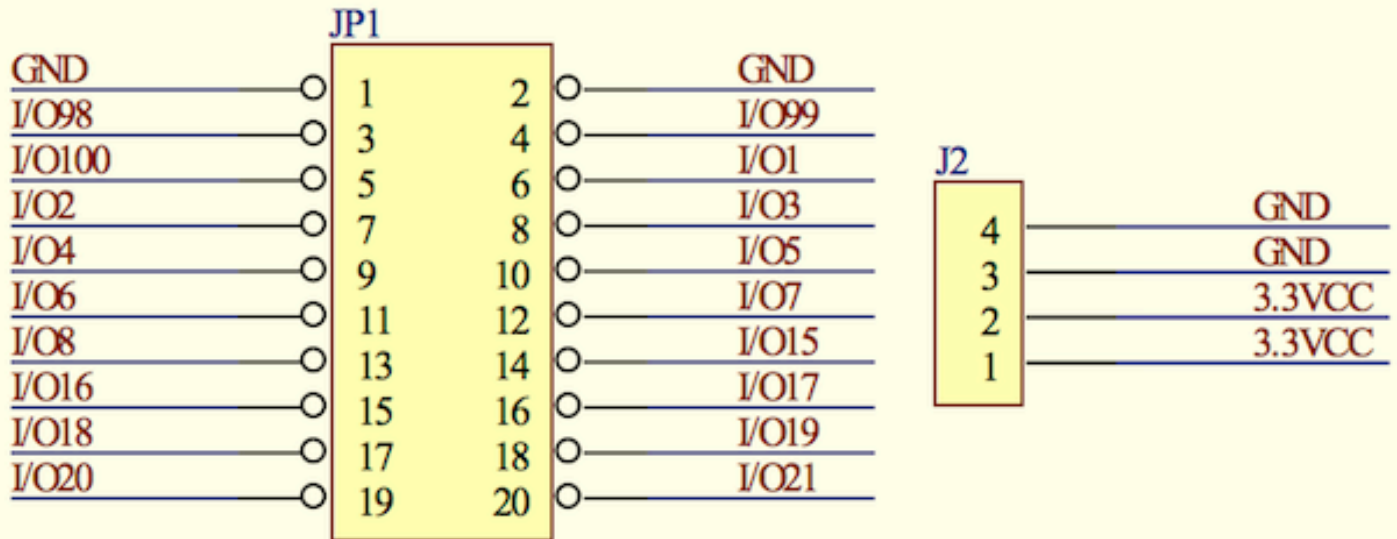 JP1
GND 1 2 GND
I/O98 3 4 I/O99
I/O100 5 6 I/O1
I/O2 7 8 I/O3
I/O4 9 10 I/O5
I/O6 11 12 I/O7
I/O8 13 14 I/O15
I/O16 15 16 I/O17
I/O18 17 18 I/O19
I/O20 19 20 I/O21
J2
4 GND
3 GND
2 3.3VCC
1 3.3VCC